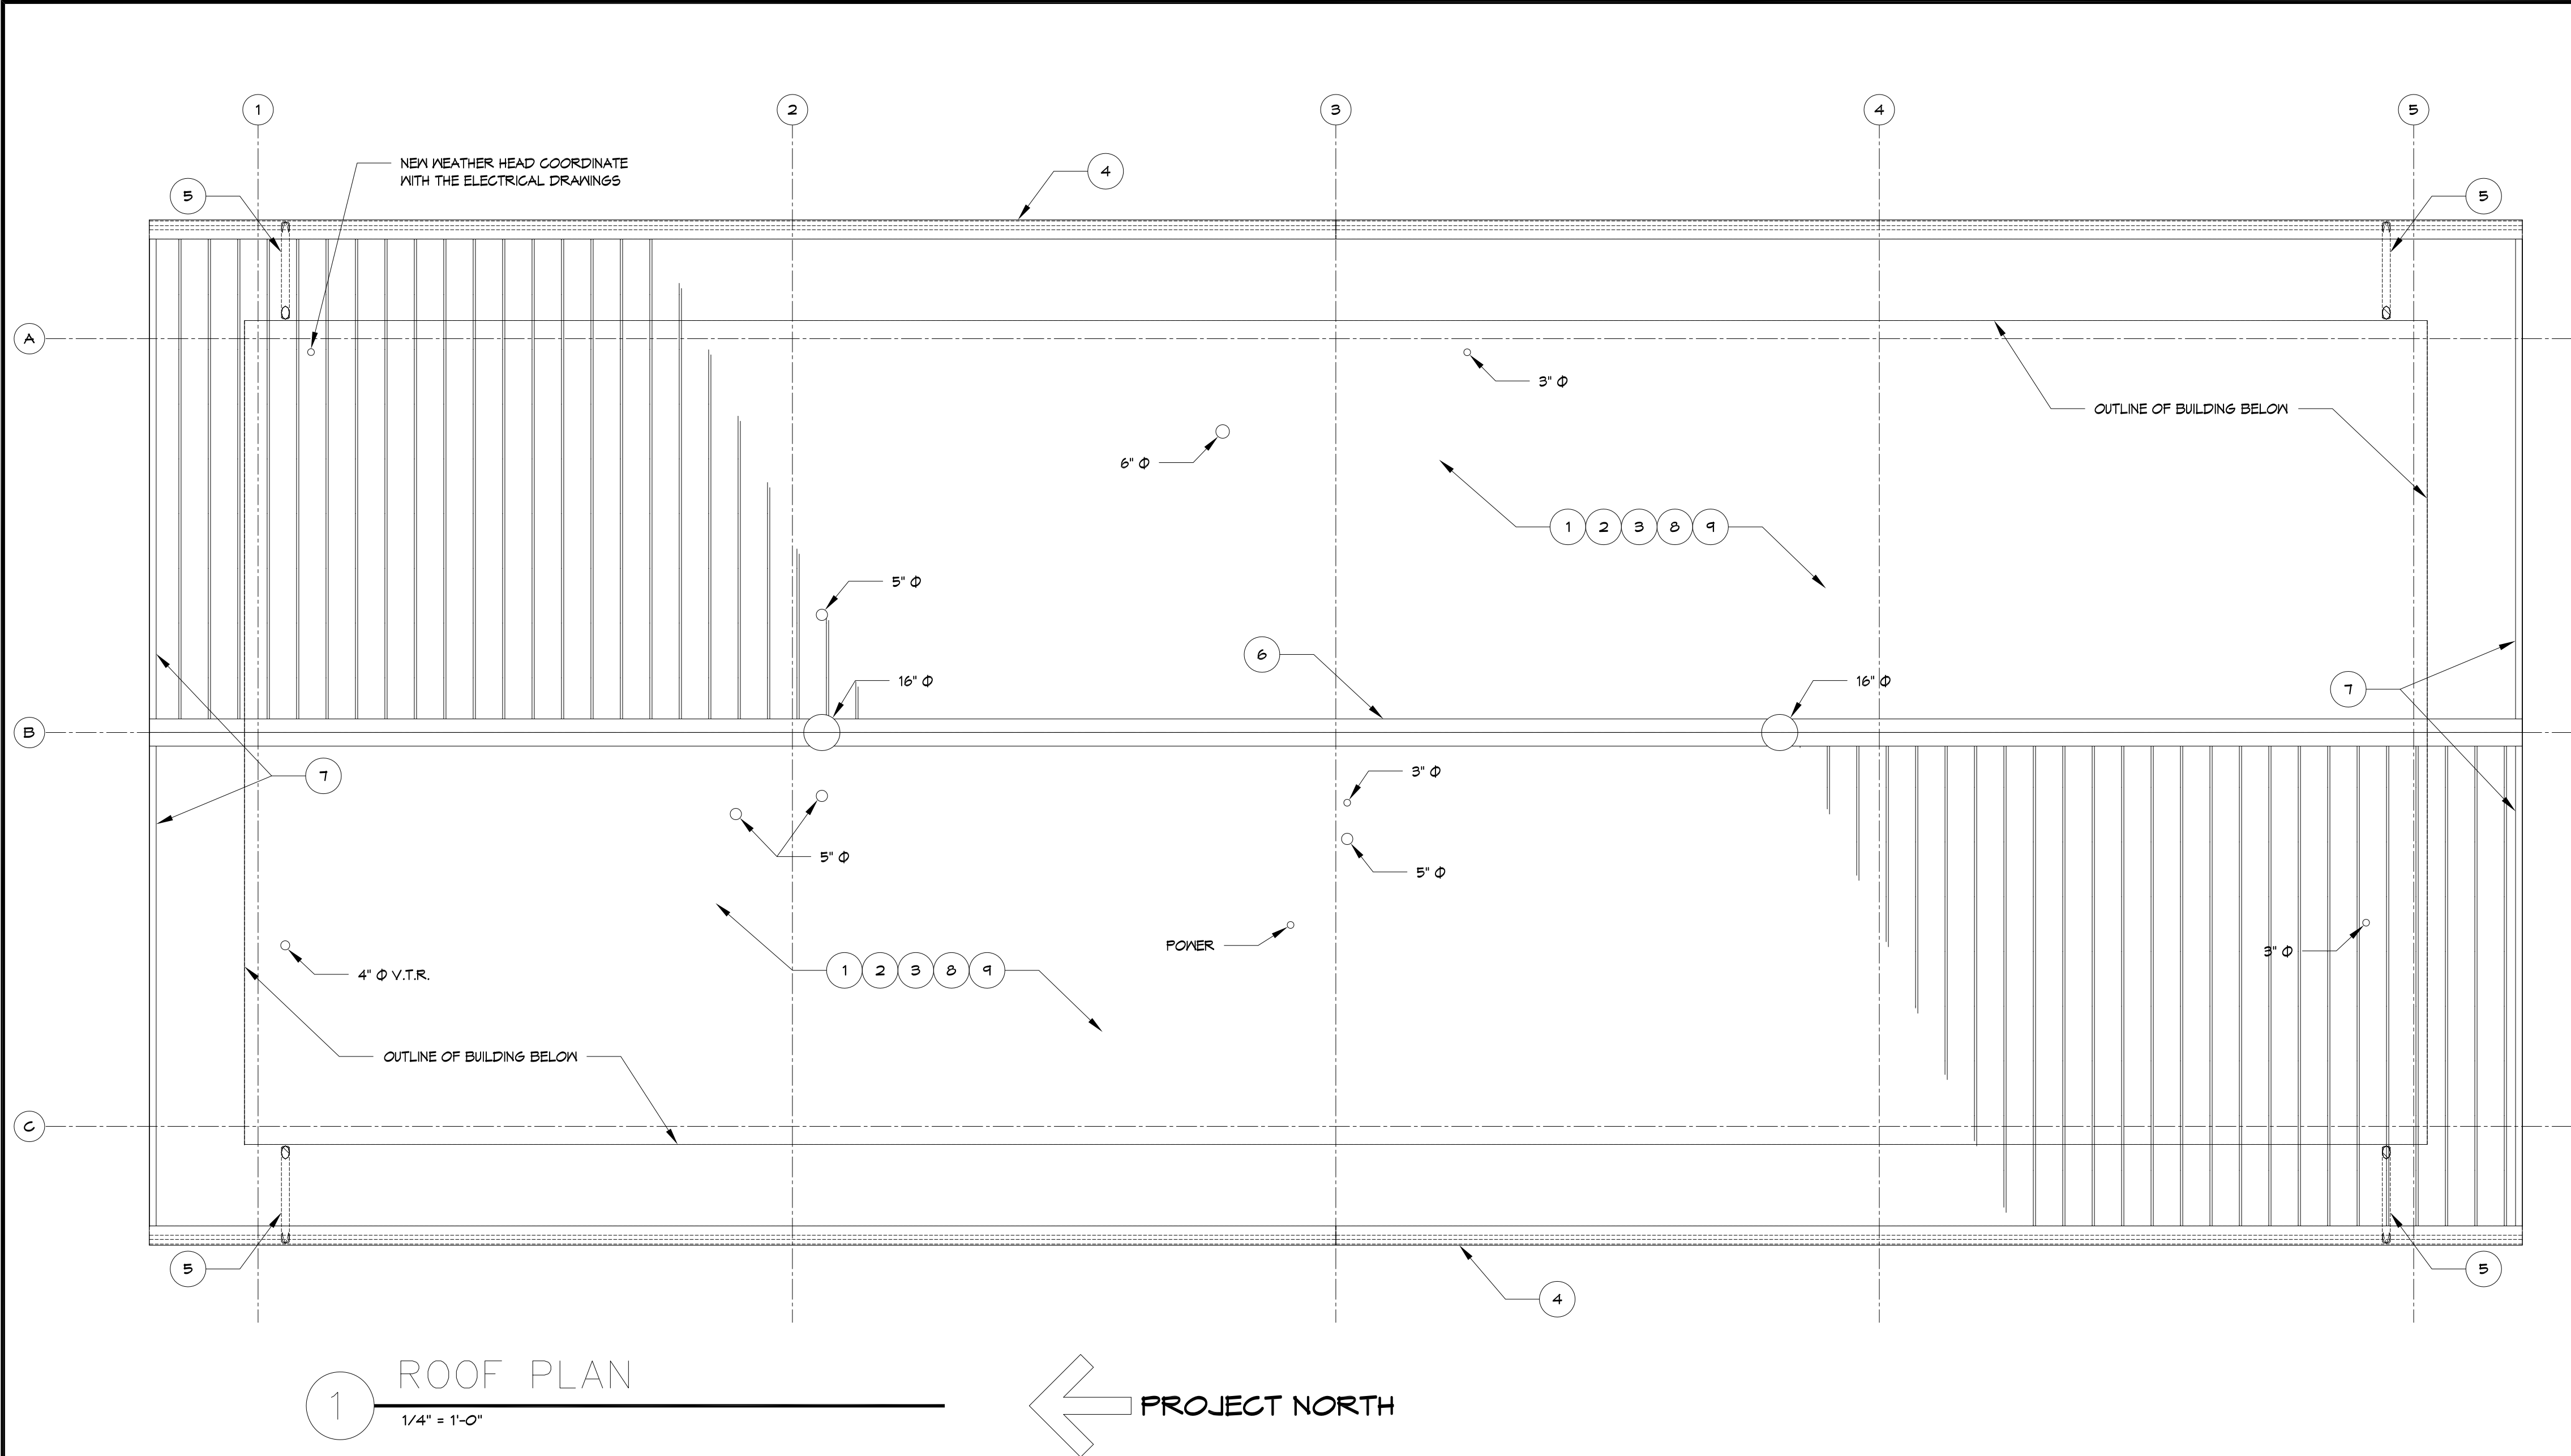 1 2 3 4 5
NEW WEATHER HEAD COORDINATE
WITH THE ELECTRICAL DRAWINGS
4
5
5
A
3" Φ
OUTLINE OF BUILDING BELOW
6" Φ
1 2 3 8 9
5" Φ
6
16" Φ
16" Φ
7
B
3" Φ
7
5" Φ
5" Φ
POWER
3" Φ
4" Φ V.T.R.
1 2 3 8 9
OUTLINE OF BUILDING BELOW
C
5
5
4
1
ROOF PLAN
1/4" = 1'-0"
PROJECT NORTH